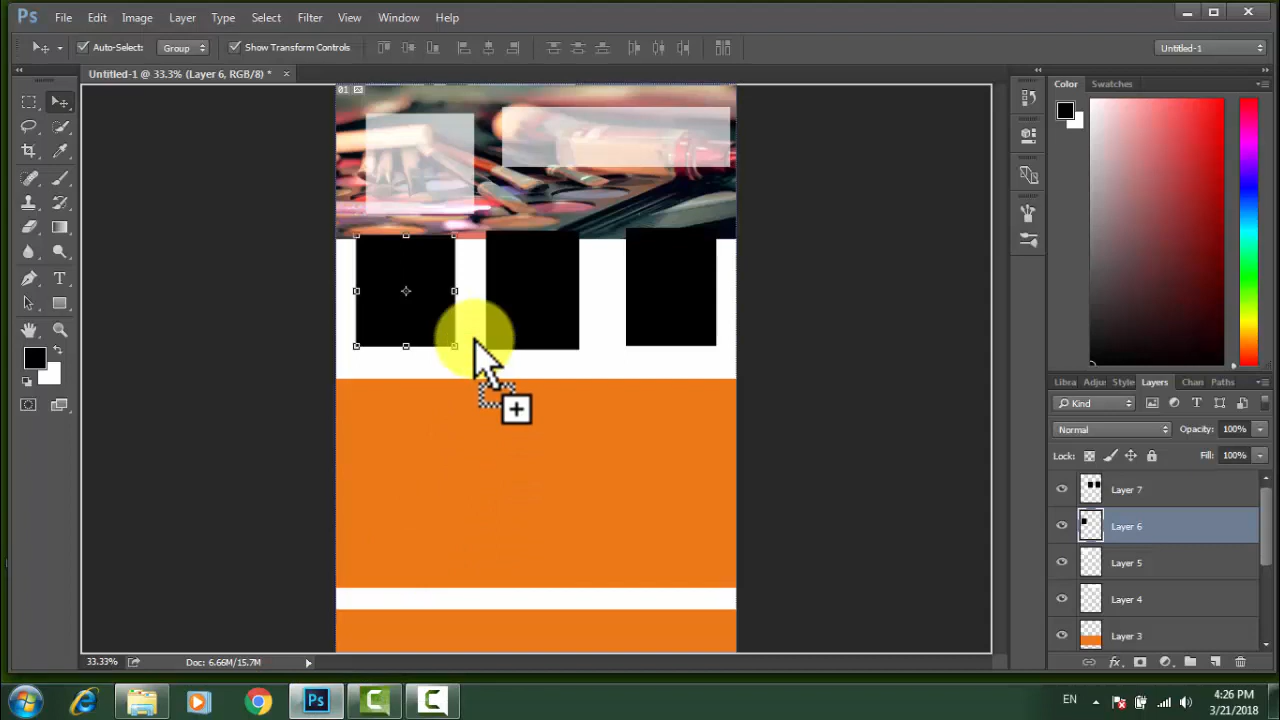 Ps File Edit Image Layer Type Select Filter View Window Help
Auto-Select: Group Show Transform Controls Untitled-1
Untitled-1 @ 33.3% (Layer 6, RGB/8) * ×
01
Color Swatches
Libra Adju Style Layers Chan Paths
Kind
Normal Opacity: 100%
Lock: Fill: 100%
Layer 7
Layer 6
Layer 5
Layer 4
Layer 3
33.33% Doc: 6.66M/15.7M
EN 4:26 PM
3/21/2018